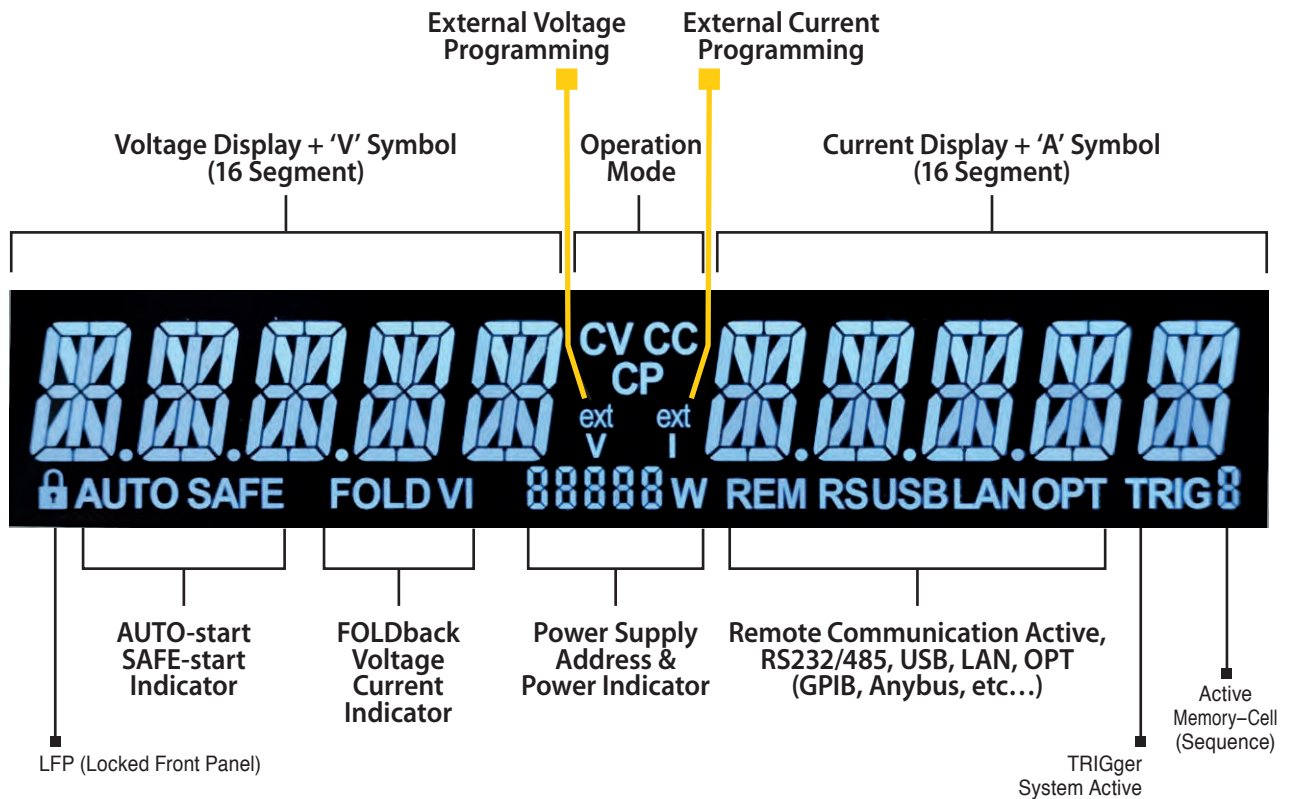 External Voltage
Programming
External Current
Programming
Voltage Display + ‘V’ Symbol
(16 Segment)
Operation
Mode
Current Display + ‘A’ Symbol
(16 Segment)
CV CC
CP
ext ext
V I
AUTO SAFE FOLD VI 88888 W REM RS USB LAN OPT TRIG 8
AUTO-start
SAFE-start
Indicator
FOLDback
Voltage
Current
Indicator
Power Supply
Address &
Power Indicator
Remote Communication Active,
RS232/485, USB, LAN, OPT
(GPIB, Anybus, etc…)
Active
Memory–Cell
(Sequence)
LFP (Locked Front Panel)
TRIGger
System Active